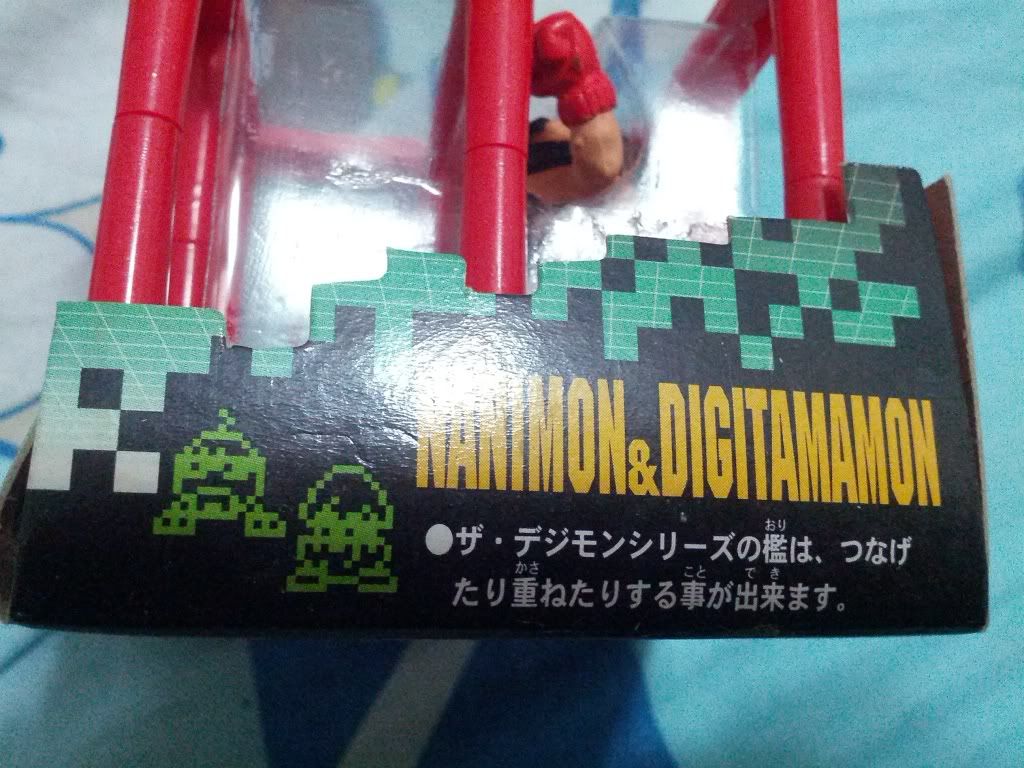 NANIMON&DIGITAMAMON
●ザ・デジモンシリーズの檻は、つなげ
たり重ねたりする事が出来ます。